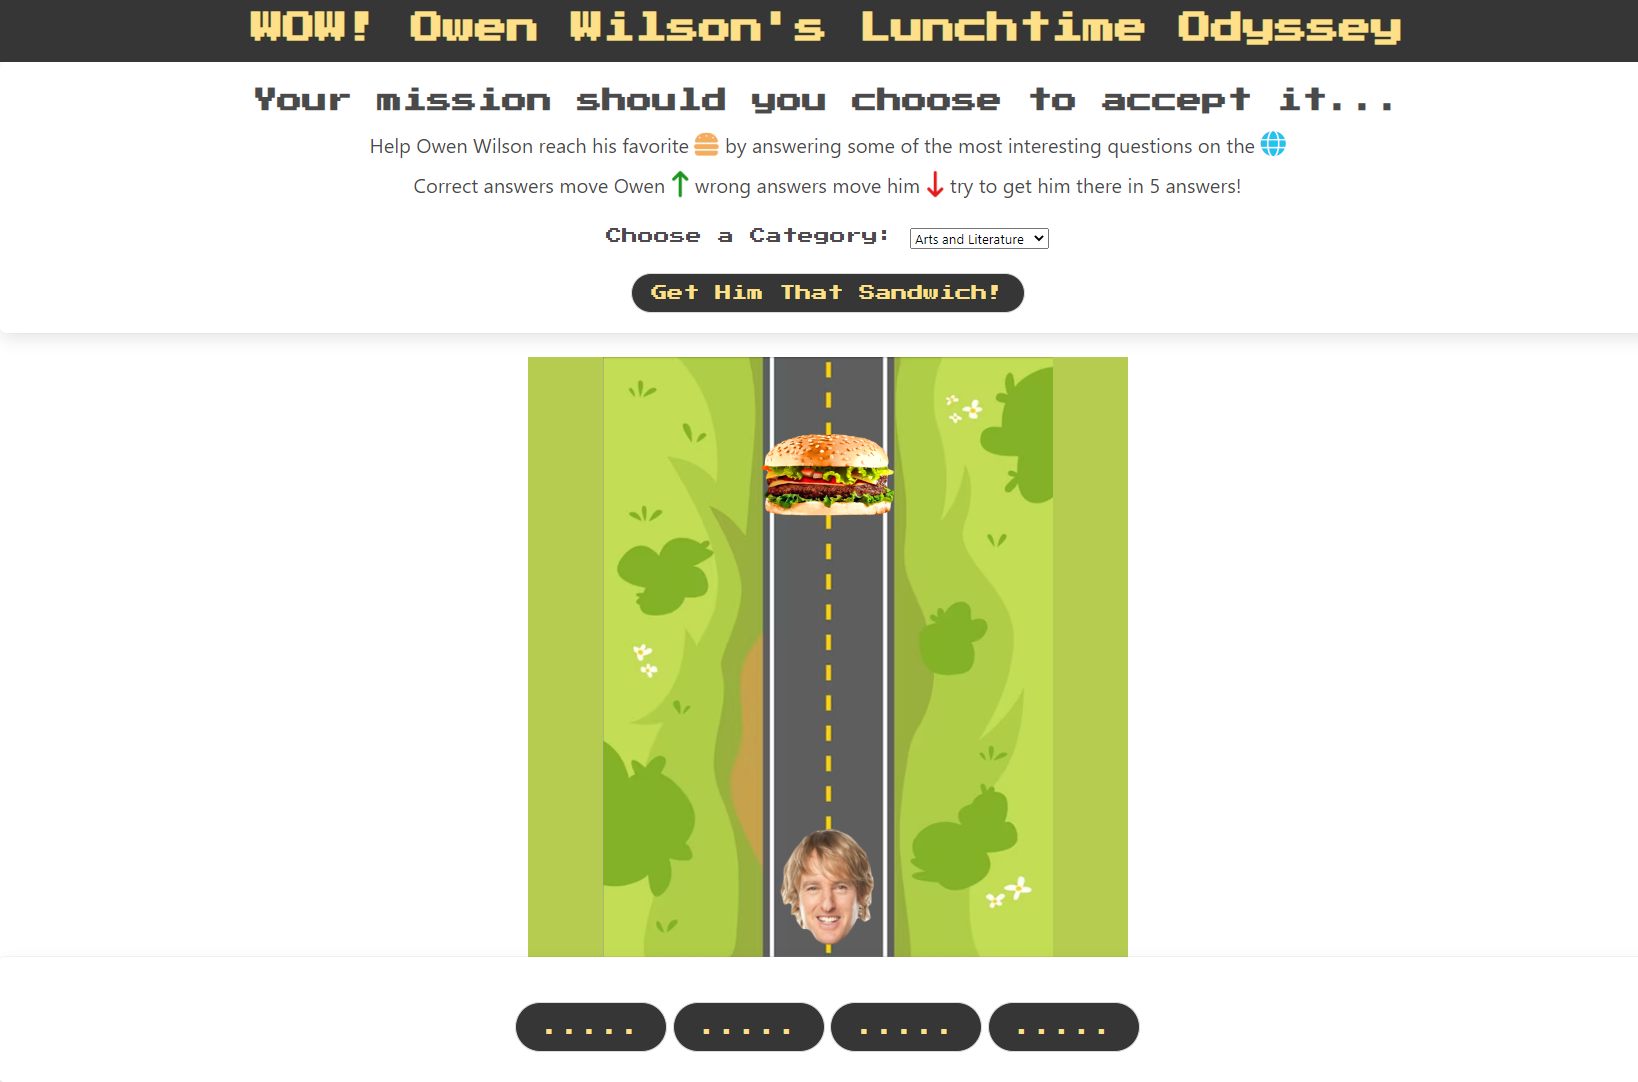 WOW! Owen Wilson's Lunchtime Odyssey
Your mission should you choose to accept it...
Help Owen Wilson reach his favorite by answering some of the most interesting questions on the
Correct answers move Owen wrong answers move him try to get him there in 5 answers!
Choose a Category: Arts and Literature
Get Him That Sandwich!
..... ..... ..... .....